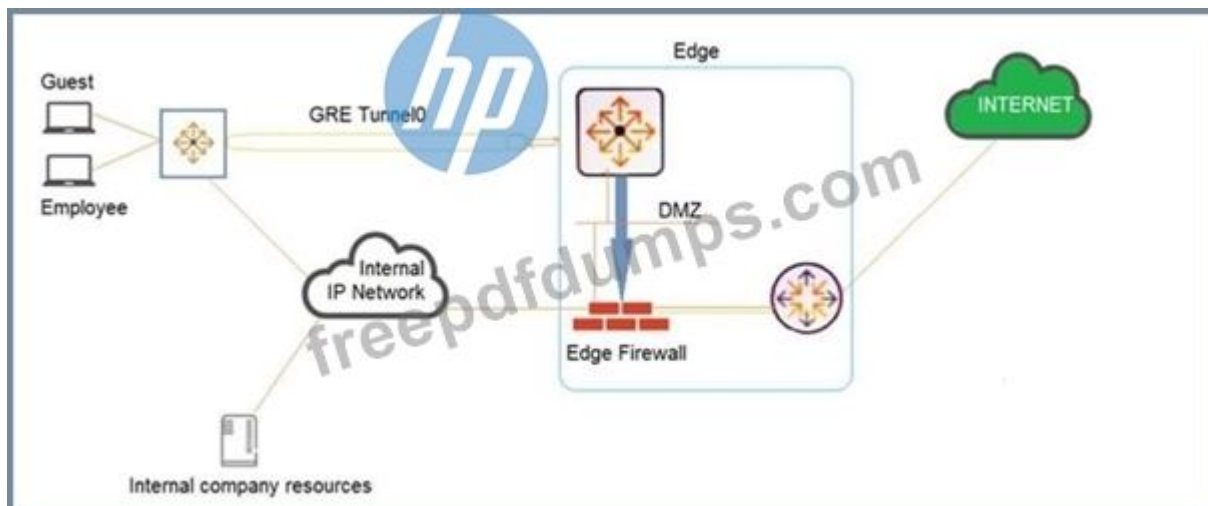 Edge
Guest
hp
INTERNET
GRE Tunnel0
Employee
DMZ
Internal
IP Network
Edge Firewall
Internal company resources
freepdfdumps.com